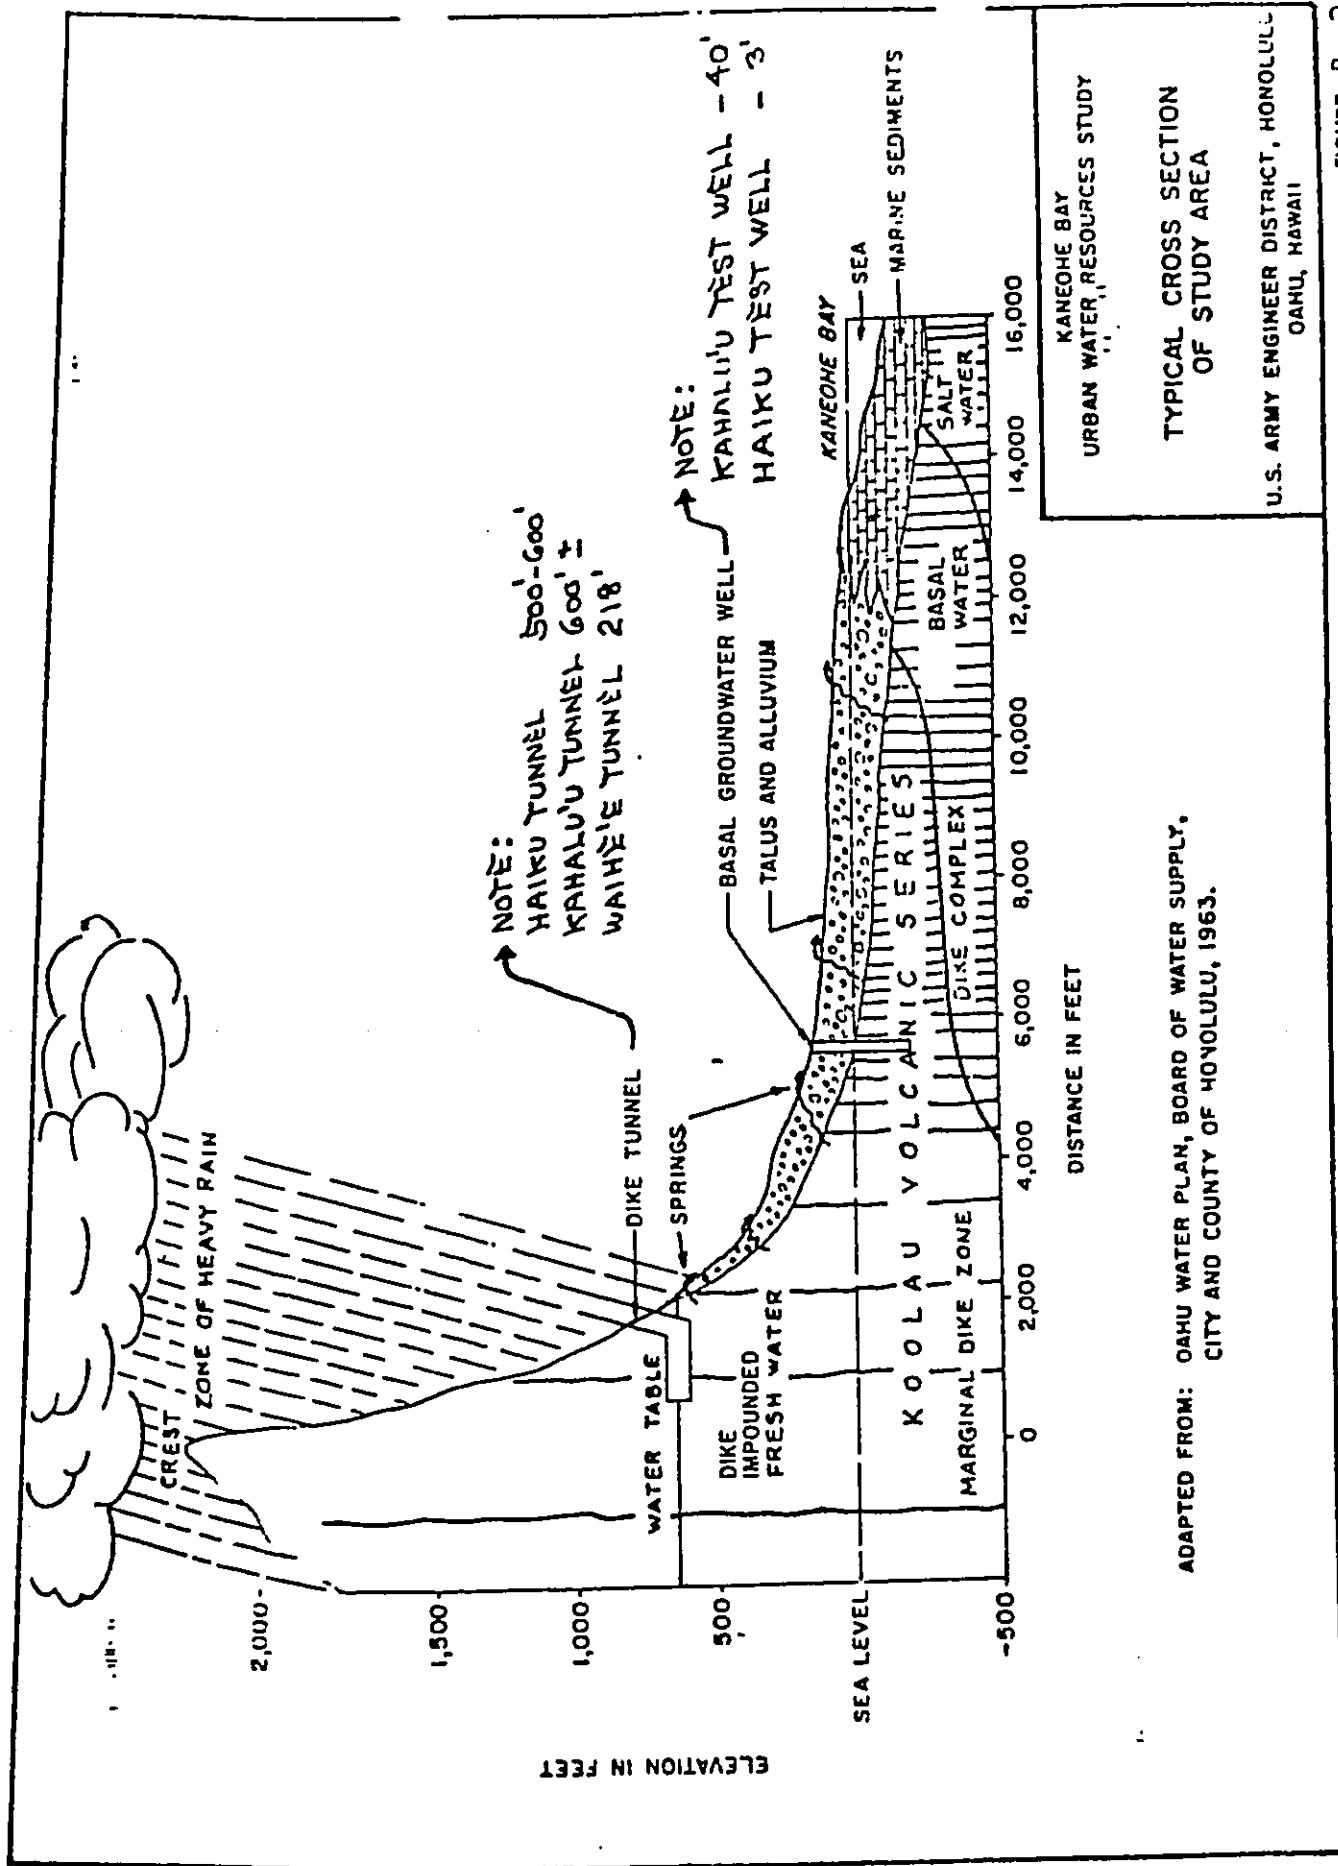 CREST
ZONE OF HEAVY RAIN
NOTE:
HAIKU TUNNEL 500'-600'
KAHALU'U TUNNEL 600' ±
WAIHE'E TUNNEL 218'
NOTE:
KAHALU'U TEST WELL - 40'
HAIKU TEST WELL - 3'
DIKE TUNNEL
SPRINGS
BASAL GROUNDWATER WELL
TALUS AND ALLUVIUM
KANEOHE BAY
SEA
MARINE SEDIMENTS
WATER TABLE
DIKE
IMPOUNDED
FRESH WATER
KOOLAU VOLCANIC SERIES
MARGINAL DIKE ZONE
DIKE COMPLEX
BASAL
WATER
SALT
WATER
ELEVATION IN FEET
2,000
1,500
1,000
500
SEA LEVEL
-500
0
2,000
4,000
6,000
8,000
10,000
12,000
14,000
16,000
DISTANCE IN FEET
ADAPTED FROM: OAHU WATER PLAN, BOARD OF WATER SUPPLY,
CITY AND COUNTY OF HONOLULU, 1963.
KANEOHE BAY
URBAN WATER RESOURCES STUDY
TYPICAL CROSS SECTION
OF STUDY AREA
U.S. ARMY ENGINEER DISTRICT, HONOLULU
OAHU, HAWAII